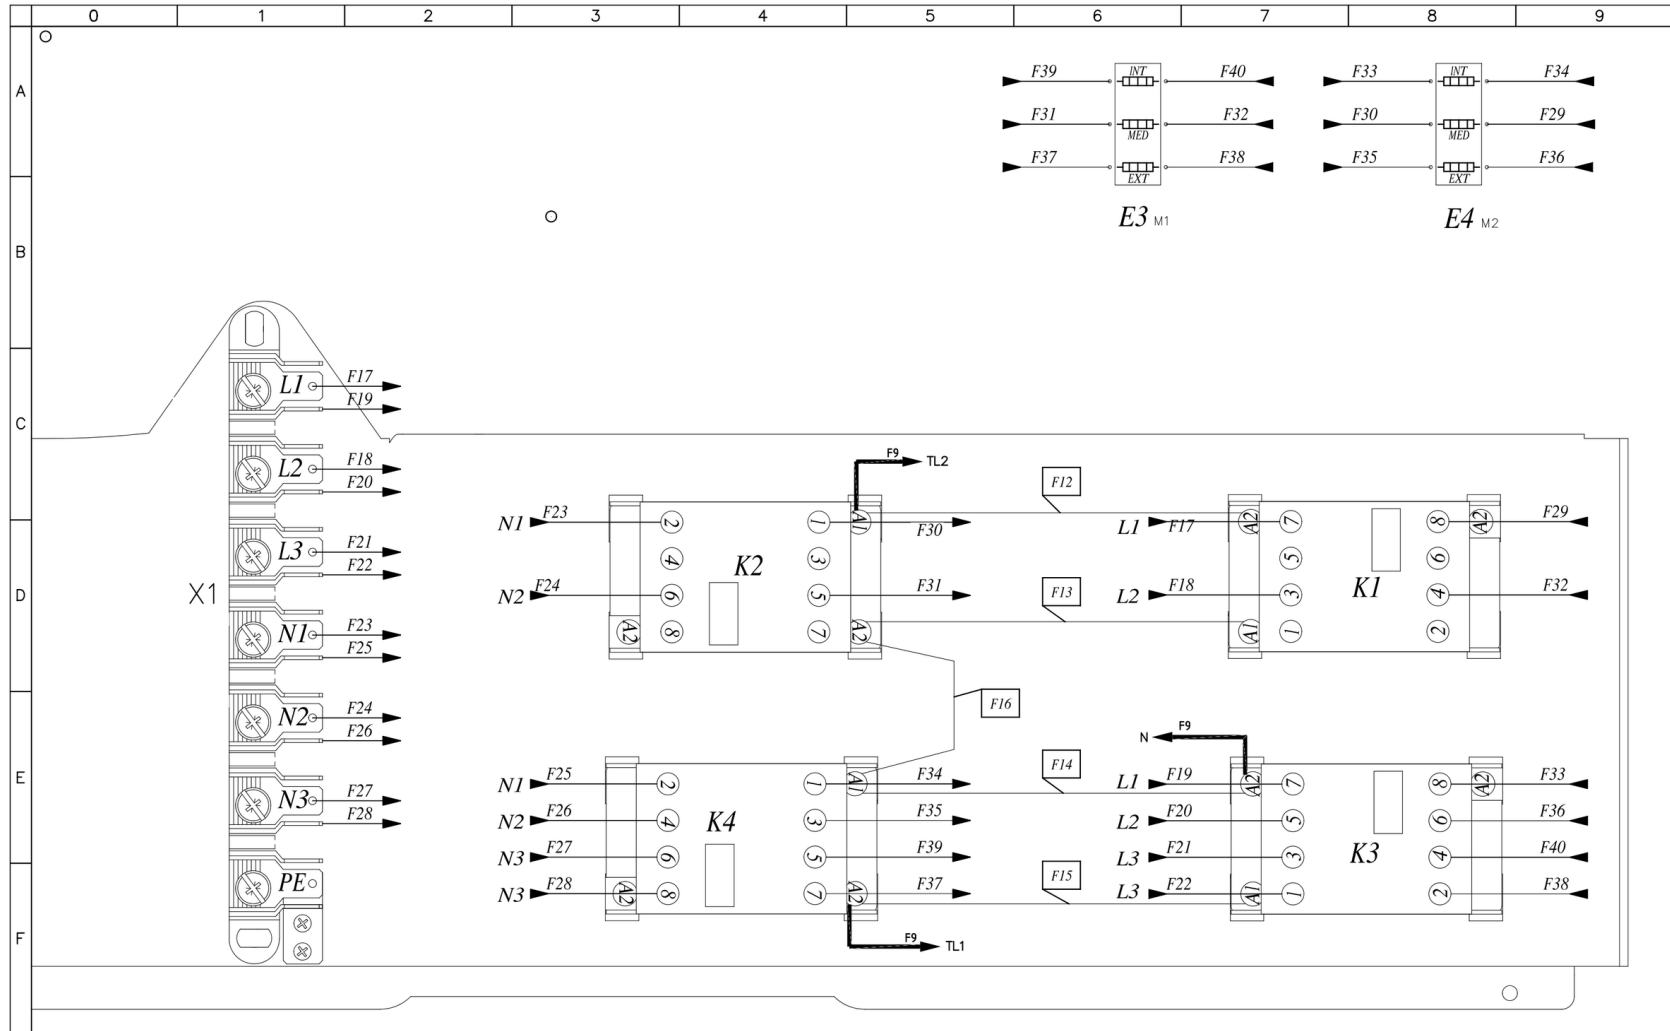 0 1 2 3 4 5 6 7 8 9
A
F39 INT F40 F33 INT F34
F31 MED F32 F30 MED F29
F37 EXT F38 F35 EXT F36
E3 M1 E4 M2
B
L1 F17
F19
C
L2 F18
F20
F9 TL2
F12
N1 F23 2 1 A1 F30 L1 F17 A2 7 8 A2 F29
L3 F21
F22
4 3 5 6
K2 K1
D
X1
N2 F24 6 5 F31 F13 L2 F18 3 4 F32
A2 8 7 A2 A1 1 2
N1 F23
F25
F16
N2 F24
F26
N F9
E
F14
N1 F25 2 1 A1 F34 L1 F19 A2 7 8 A2 F33
N3 F27
F28
N2 F26 4 3 F35 L2 F20 5 6 F36
K4 K3
N3 F27 6 5 F39 L3 F21 3 4 F40
F15
PE
N3 F28 A2 8 7 A2 F37 L3 F22 A1 1 2 F38
F
F9 TL1